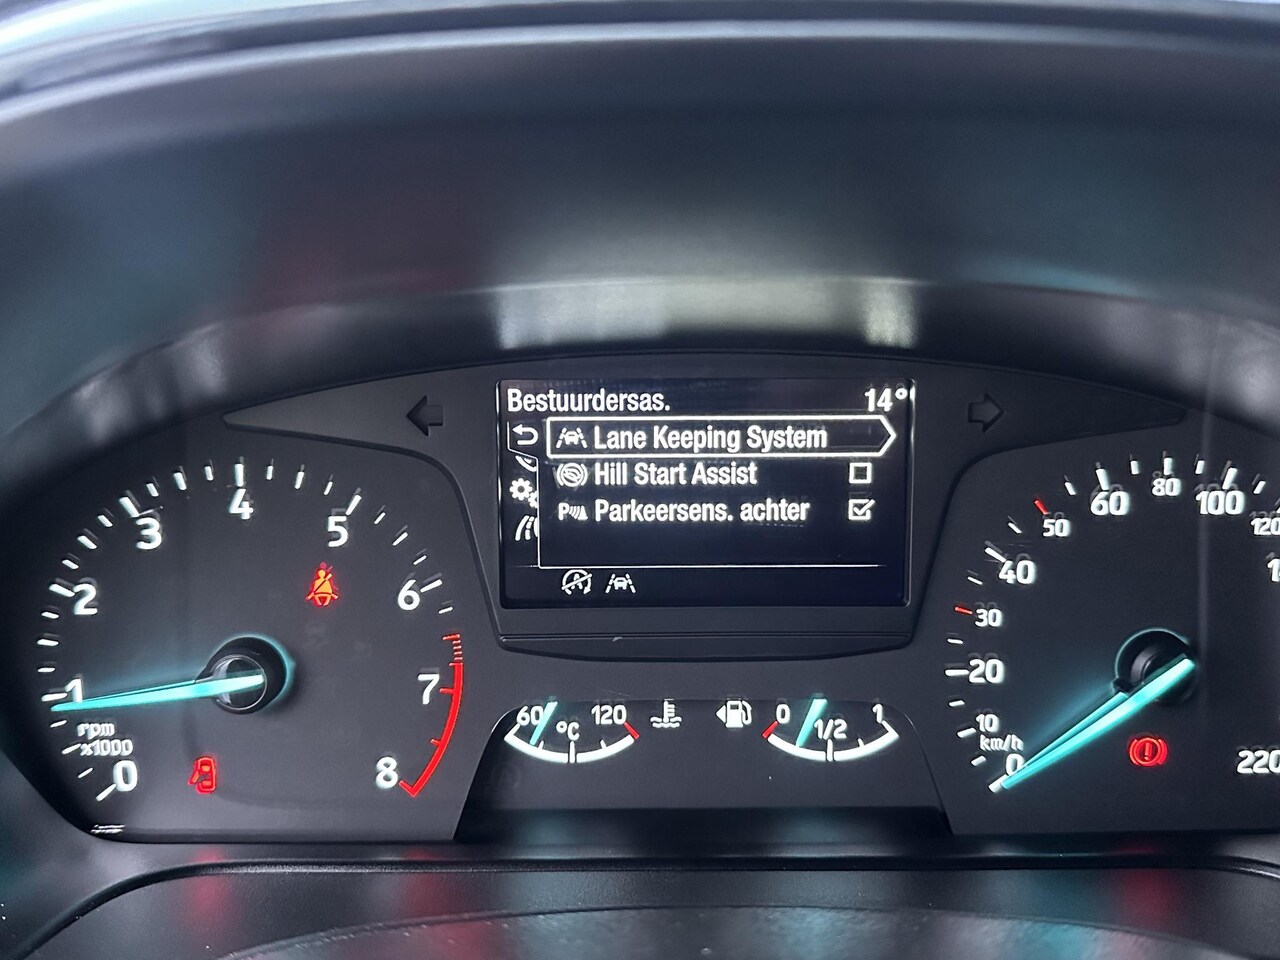 Bestuurdersas. 14°
Lane Keeping System
Hill Start Assist
Parkeersens. achter
0
1
2
3
4
5
6
7
8
rpm
x1000
60 °C 120
0 1/2 1
0
10
20
30
40
50
60
80
100
120
220
km/h